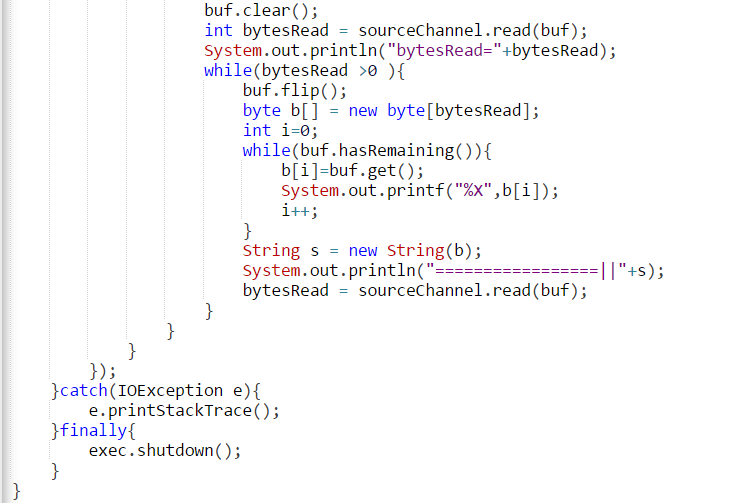 buf.clear();
int bytesRead = sourceChannel.read(buf);
System.out.println("bytesRead="+bytesRead);
while(bytesRead >0 ){
buf.flip();
byte b[] = new byte[bytesRead];
int i=0;
while(buf.hasRemaining()){
b[i]=buf.get();
System.out.printf("%X",b[i]);
i++;
}
String s = new String(b);
System.out.println("=================||"+s);
bytesRead = sourceChannel.read(buf);
}
}
}
});
}catch(IOException e){
e.printStackTrace();
}finally{
exec.shutdown();
}
}